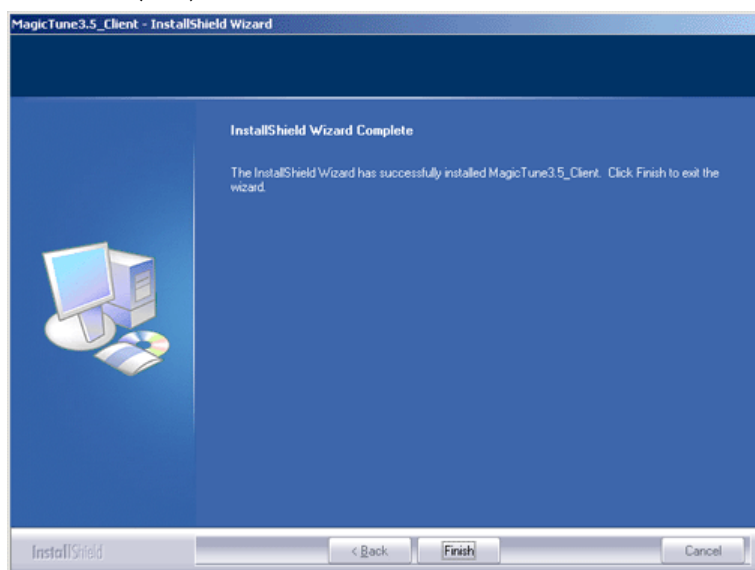 MagicTune3.5_Client - InstallShield Wizard
InstallShield Wizard Complete
The InstallShield Wizard has successfully installed MagicTune3.5_Client. Click Finish to exit the
wizard.
InstallShield
< Back
Finish
Cancel